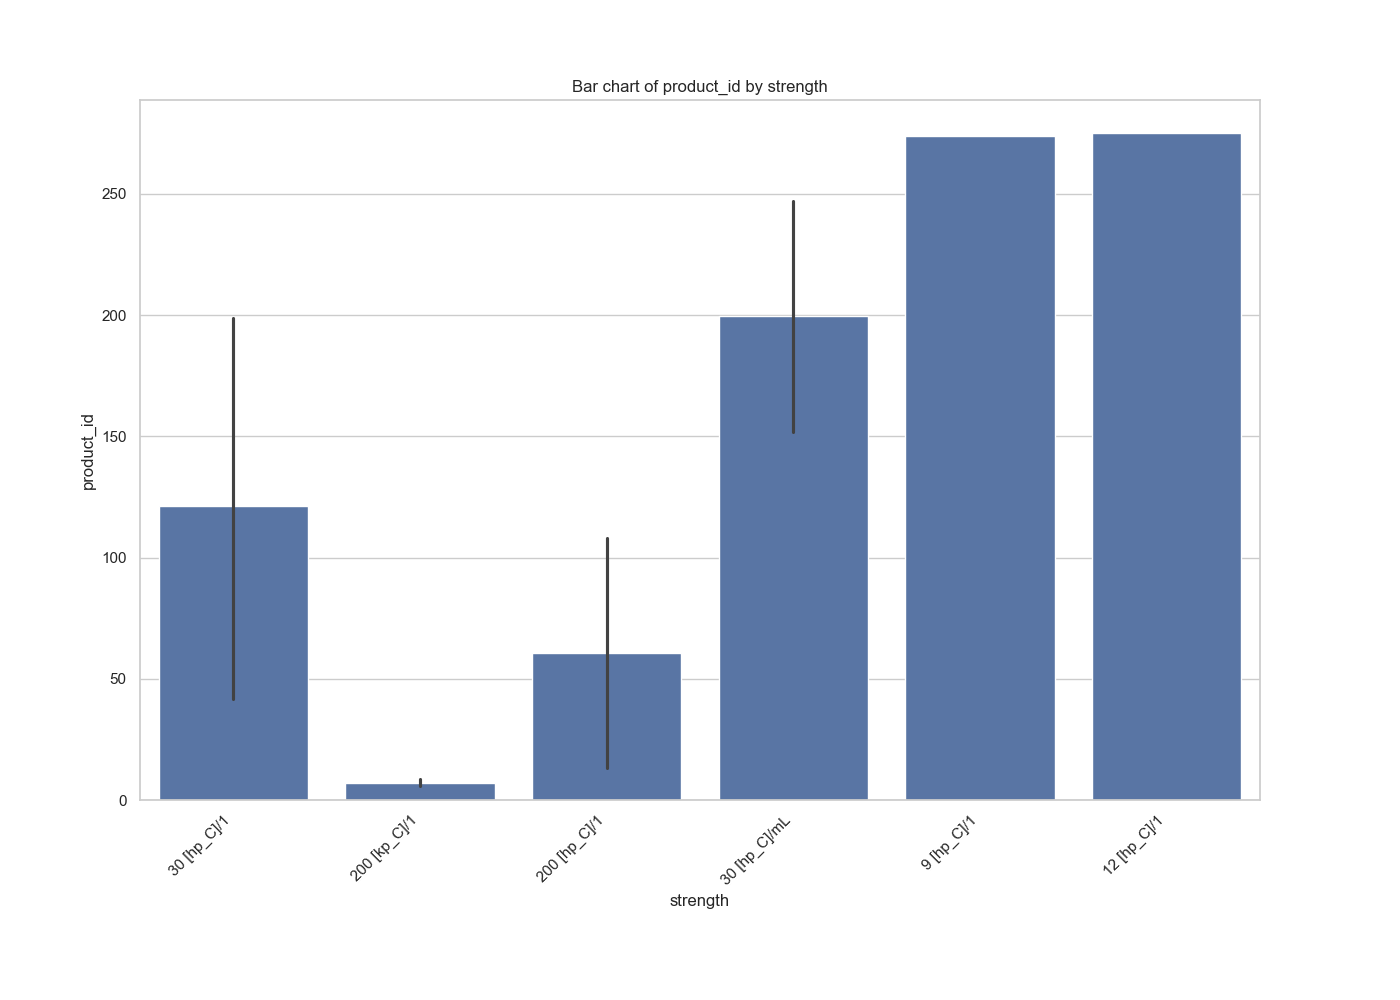 Bar chart of product_id by strength
product_id
250
200
150
100
50
0
30 [hp_C]/1
200 [kp_C]/1
200 [hp_C]/1
30 [hp_C]/mL
9 [hp_C]/1
12 [hp_C]/1
strength